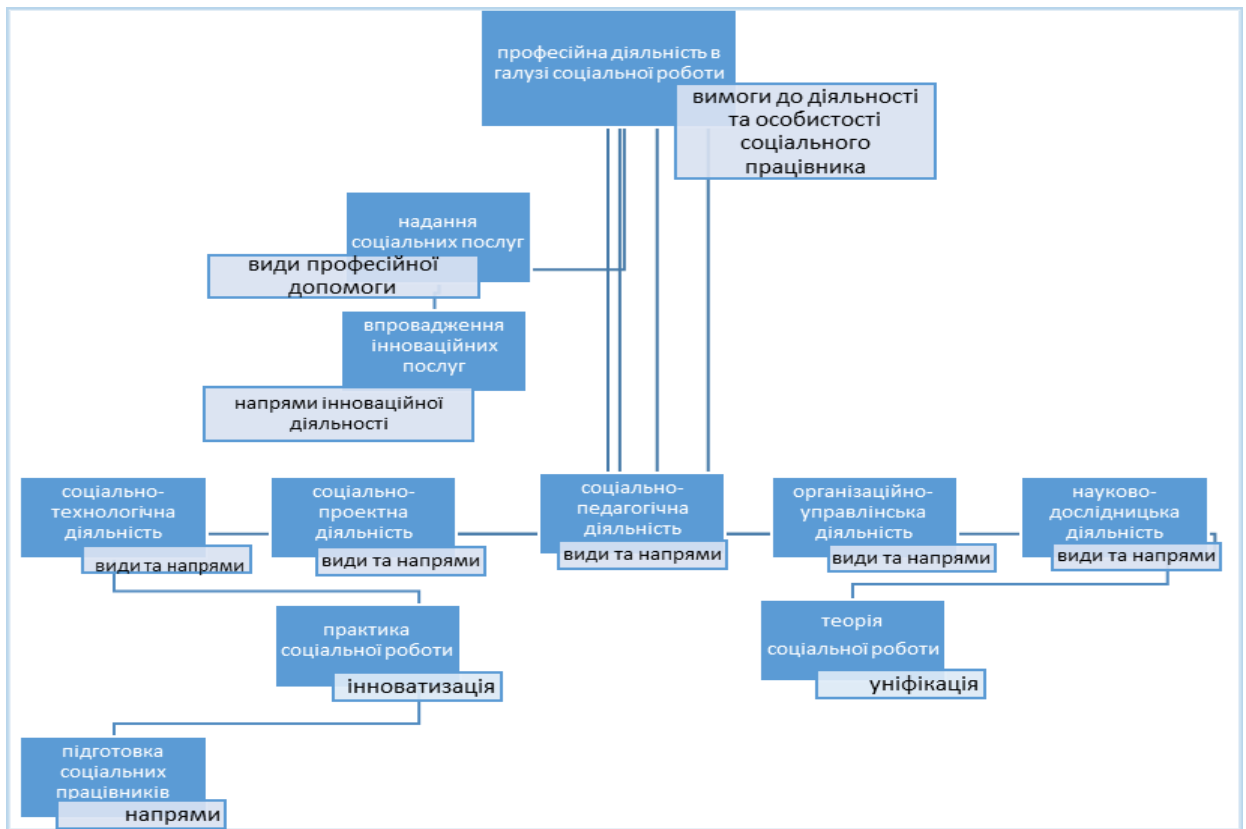 професійна діяльність в
галузі соціальної роботи
вимоги до діяльності
та особистості
соціального
працівника
надання
соціальних послуг
види професійної
допомоги
впровадження
інноваційних
послуг
напрями інноваційної
діяльності
соціально-
технологічна
діяльність
види та напрями
соціально-
проектна
діяльність
види та напрями
соціально-
педагогічна
діяльність
види та напрями
організаційно-
управлінська
діяльність
види та напрями
науково-
дослідницька
діяльність
види та напрями
практика
соціальної роботи
інноватизація
теорія
соціальної роботи
уніфікація
підготовка
соціальних
працівників
напрями